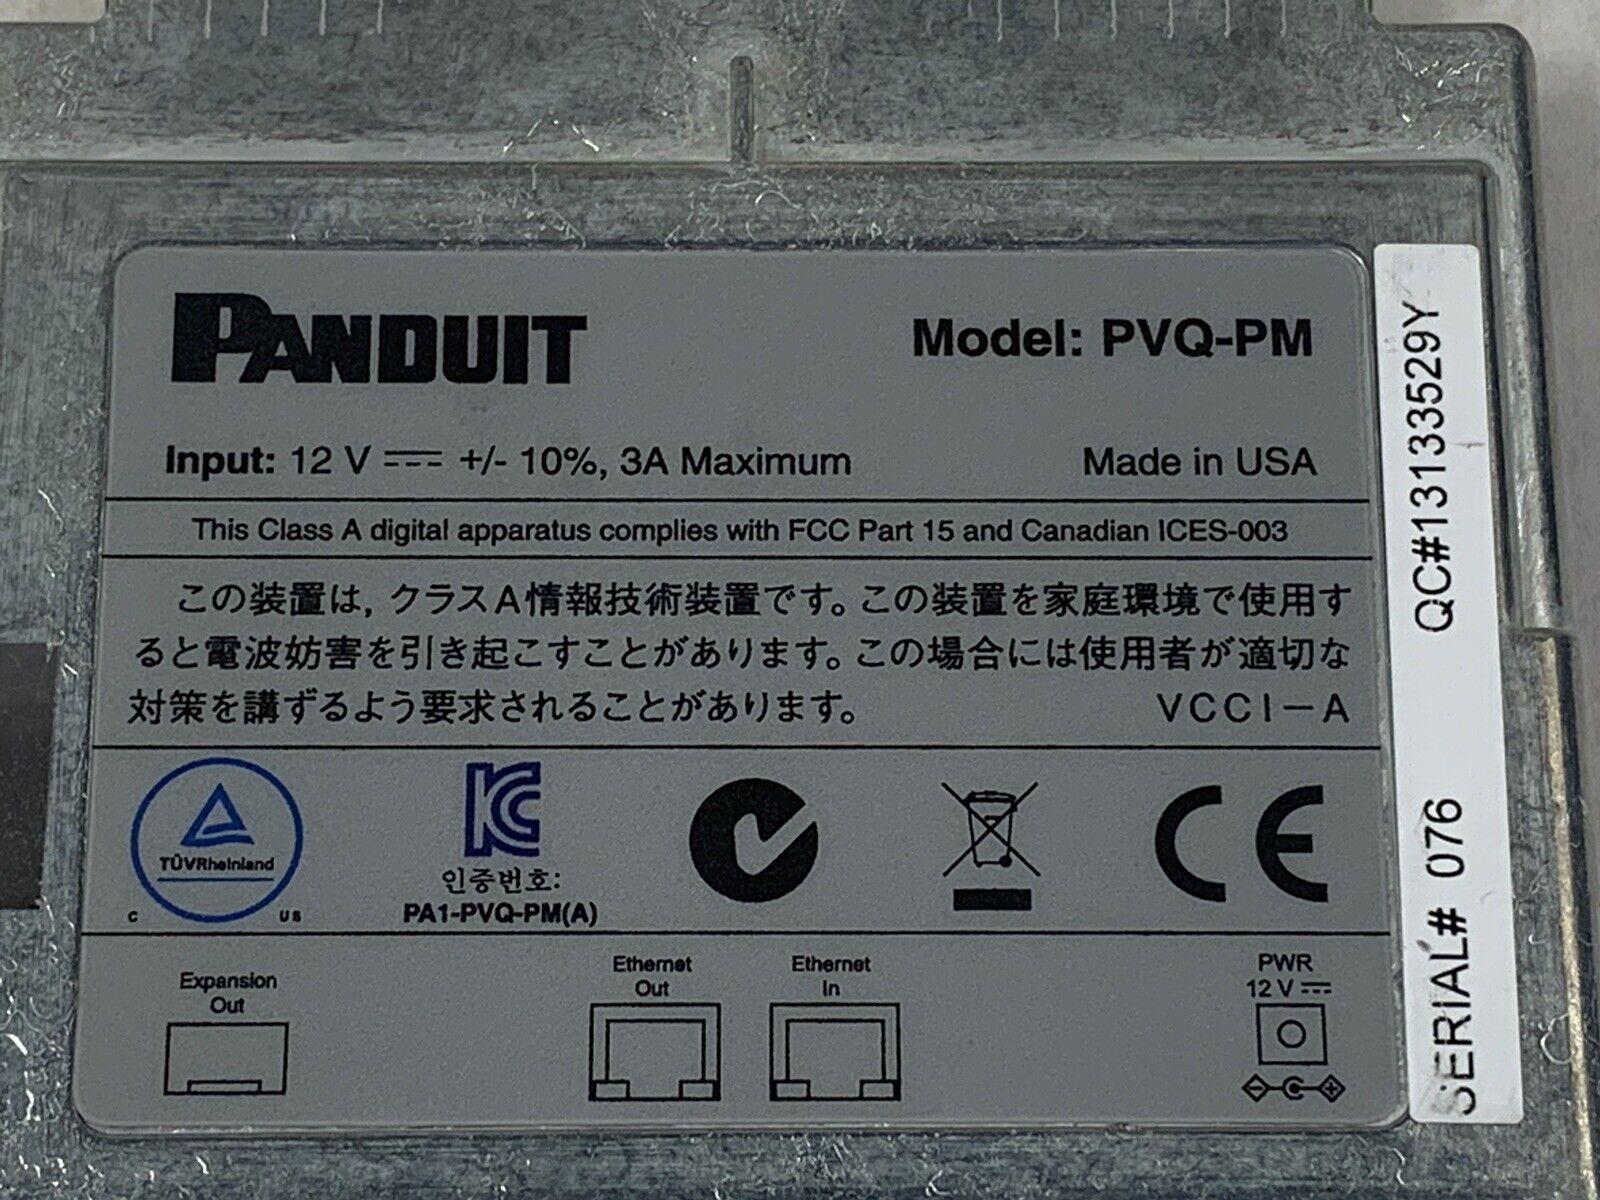 PANDUIT
Model: PVQ-PM
Input: 12 V +/- 10%, 3A Maximum
Made in USA
This Class A digital apparatus complies with FCC Part 15 and Canadian ICES-003
この装置は, クラスA情報技術装置です。この装置を家庭環境で使用す
ると電波妨害を引き起こすことがあります。この場合には使用者が適切な
対策を講ずるよう要求されることがあります。
VCCI-A
TÜVRheinland
C US
KC
인증번호:
PA1-PVQ-PM(A)
CE
Expansion
Out
Ethernet
Out
Ethernet
In
PWR
12 V
SERIAL# 076 QC#13133529Y